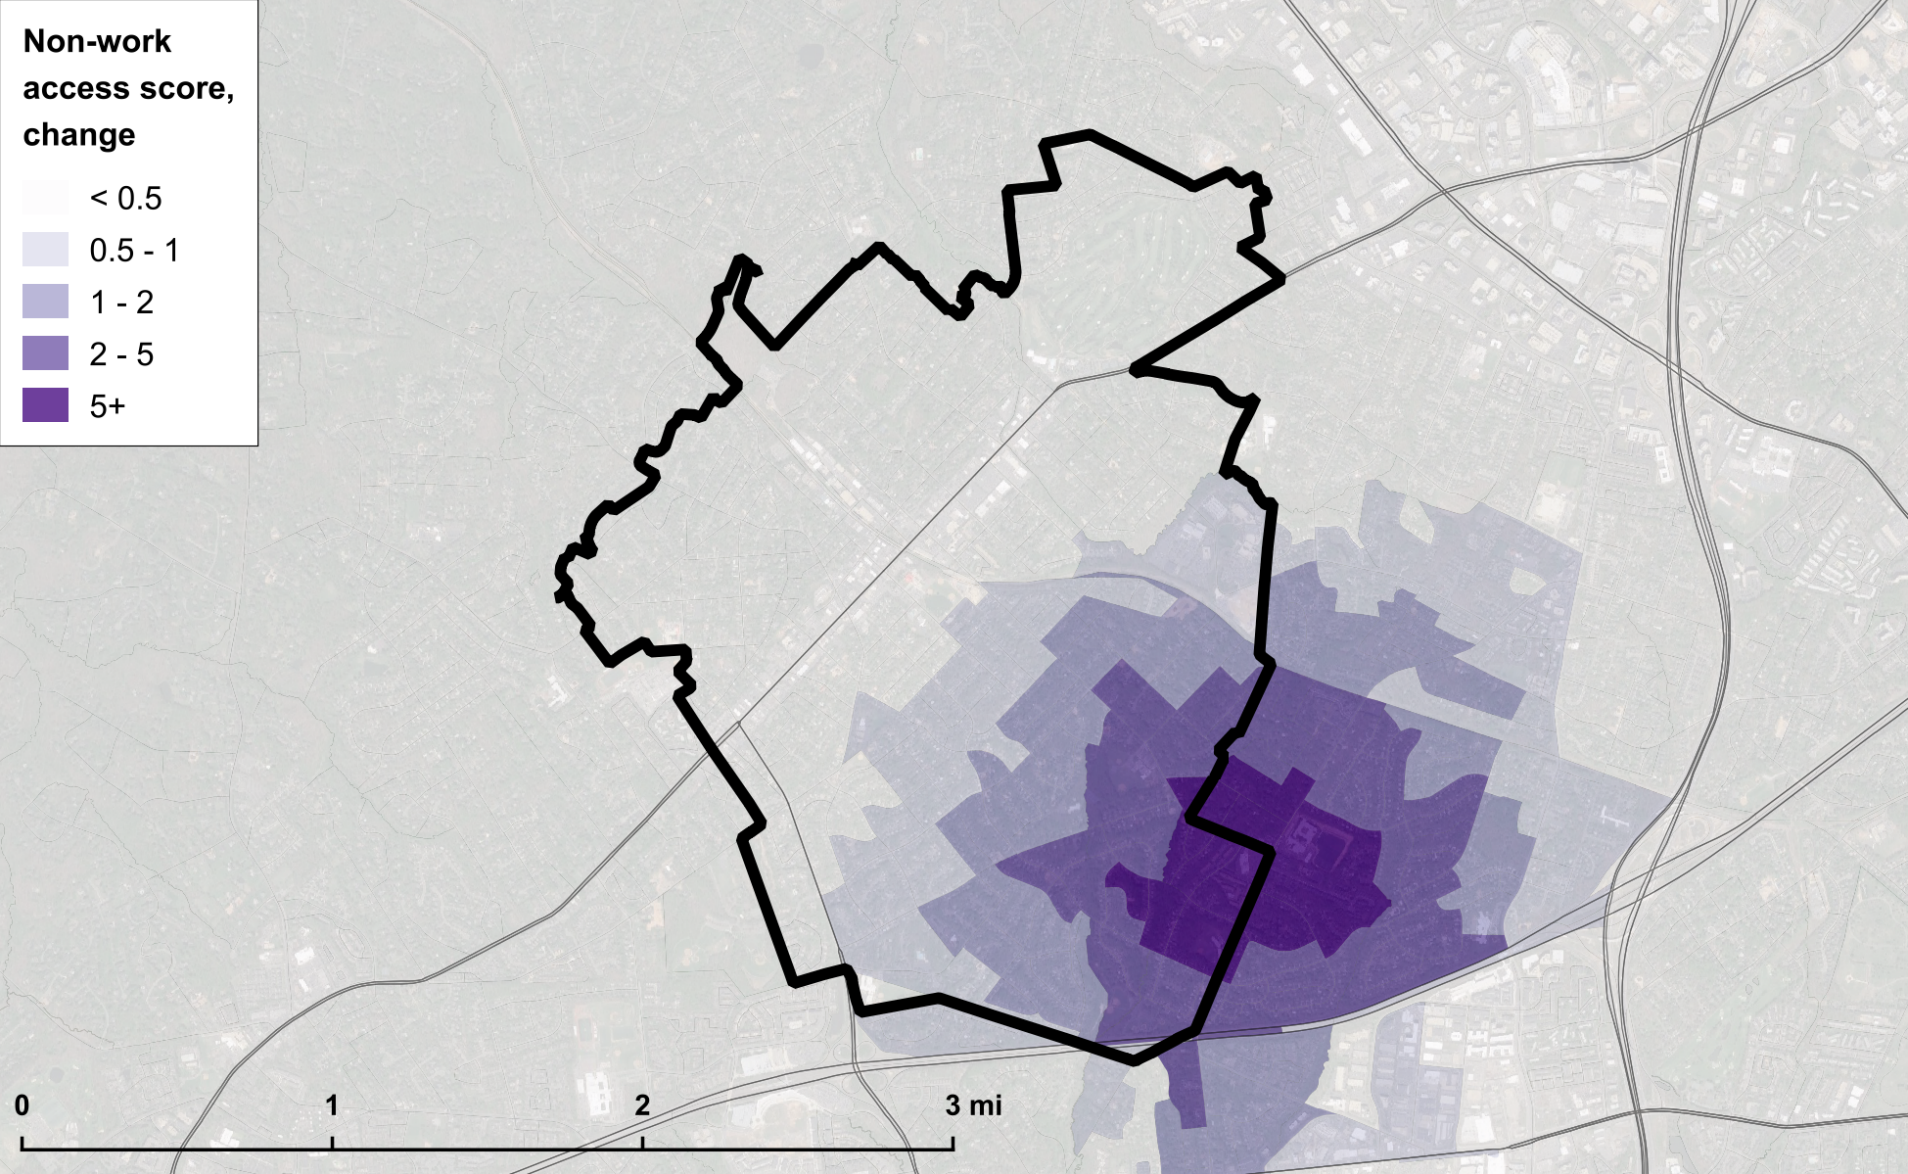 Non-work
access score,
change
< 0.5
0.5 - 1
1 - 2
2 - 5
5+
0 1 2 3 mi